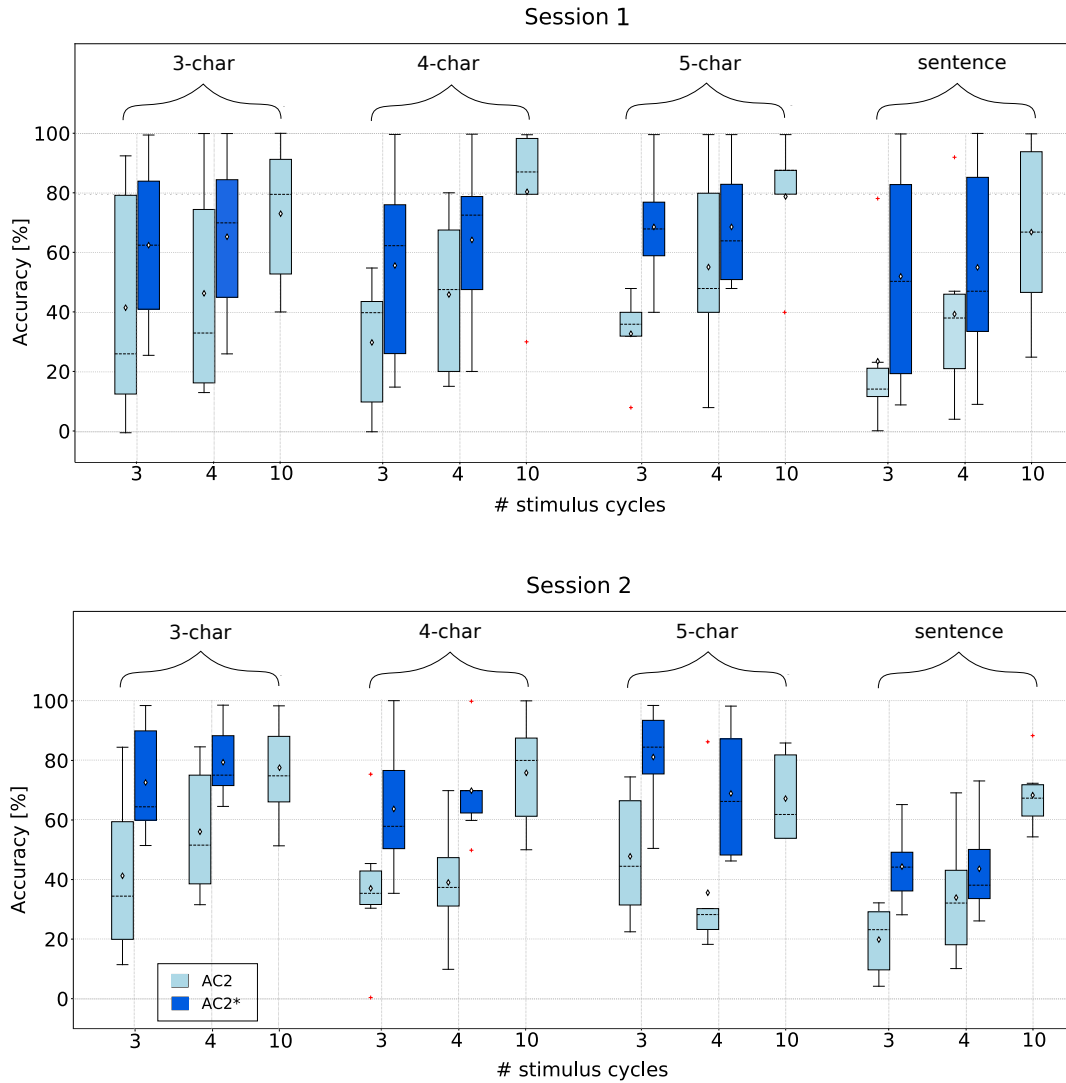 Session 1
3-char 4-char 5-char sentence
100
80
60
40
20
0
Accuracy [%]
3 4 10 3 4 10 3 4 10 3 4 10
# stimulus cycles
Session 2
3-char 4-char 5-char sentence
100
80
60
40
20
0
Accuracy [%]
AC2
AC2*
3 4 10 3 4 10 3 4 10 3 4 10
# stimulus cycles